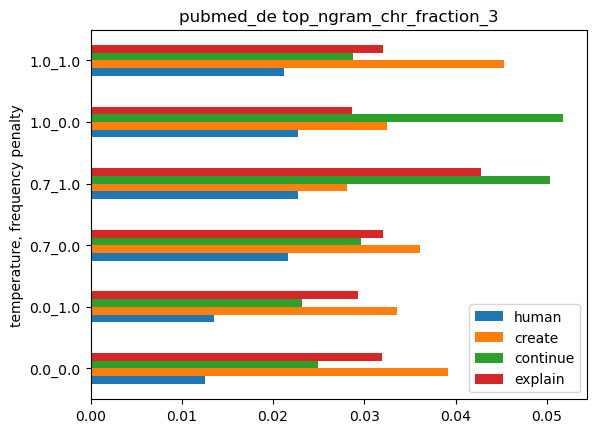 pubmed_de top_ngram_chr_fraction_3
temperature, frequency penalty
1.0_1.0
1.0_0.0
0.7_1.0
0.7_0.0
0.0_1.0
0.0_0.0
human
create
continue
explain
0.00 0.01 0.02 0.03 0.04 0.05